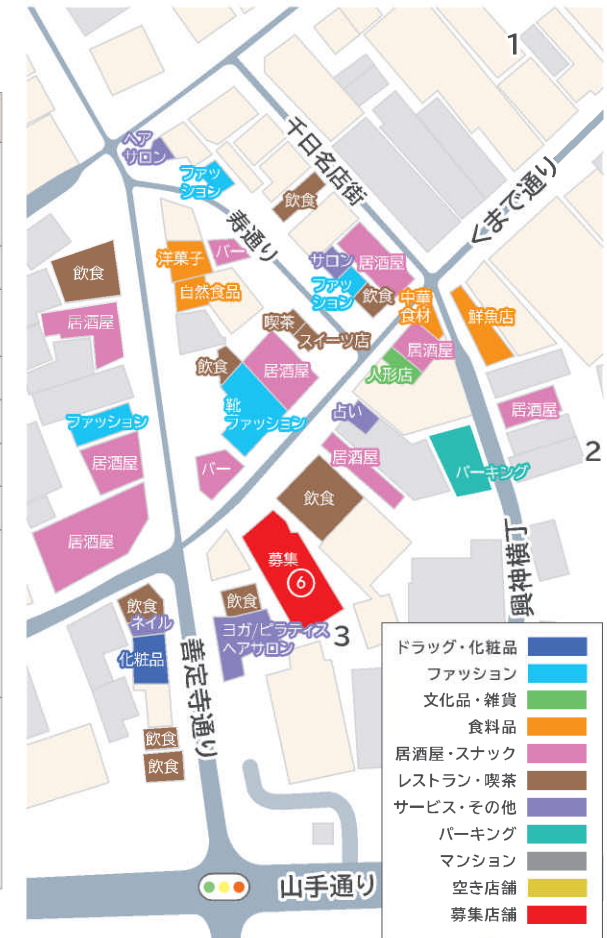 1
ヘア
サロン
ファッ
ション
千日名店街
飲食
くまで通り
寿通り
洋菓子
バー
自然食品
サロン
居酒屋
ファッ
ション
飲食
中華
食材
鮮魚店
飲食
居酒屋
喫茶
スイーツ店
居酒屋
人形店
飲食
居酒屋
靴
ファッション
占い
居酒屋
ファッション
居酒屋
バー
居酒屋
パーキング
2
飲食
居酒屋
募集
6
興神横丁
飲食
ネイル
飲食
ヨガ/ピラティス
ヘアサロン
3
化粧品
善定寺通り
飲食
飲食
山手通り
ドラッグ・化粧品
ファッション
文化品・雑貨
食料品
居酒屋・スナック
レストラン・喫茶
サービス・その他
パーキング
マンション
空き店舗
募集店舗